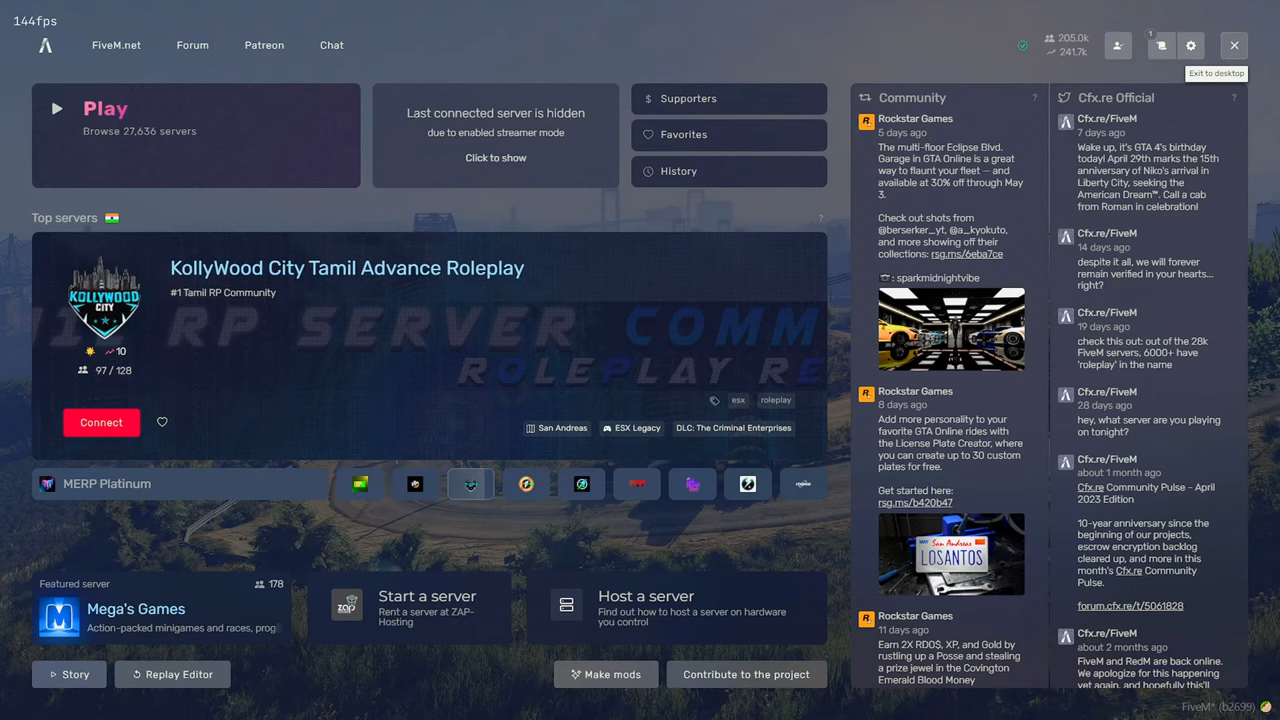 144fps
FiveM.net
Forum
Patreon
Chat
205.0k
241.7k
1
Exit to desktop
Play
Browse 27,636 servers
Last connected server is hidden
due to enabled streamer mode
Click to show
Supporters
Favorites
History
Top servers
?
KOLLYWOOD
CITY
KollyWood City Tamil Advance Roleplay
#1 Tamil RP Community
RP SERVER COMM
ROLEPLAY RE
10
97 / 128
esx
roleplay
Connect
San Andreas
ESX Legacy
DLC: The Criminal Enterprises
MERP Platinum
Featured server
178
Mega's Games
Action-packed minigames and races, prog
ZAP
Start a server
Rent a server at ZAP-
Hosting
Host a server
Find out how to host a server on hardware
you control
Story
Replay Editor
Make mods
Contribute to the project
Community
?
Rockstar Games
5 days ago
The multi-floor Eclipse Blvd.
Garage in GTA Online is a great
way to flaunt your fleet — and
available at 30% off through May
3.
Check out shots from
@berserker_yt, @a_kyokuto,
and more showing off their
collections: rsg.ms/6eba7ce
: sparkmidnightvibe
Rockstar Games
8 days ago
Add more personality to your
favorite GTA Online rides with
the License Plate Creator, where
you can create up to 30 custom
plates for free.
Get started here:
rsg.ms/b420b47
San Andreas
LOSANTOS
Rockstar Games
11 days ago
Earn 2X RDO$, XP, and Gold by
rustling up a Posse and stealing
a prize jewel in the Covington
Emerald Blood Money
Cfx.re Official
?
Cfx.re/FiveM
7 days ago
Wake up, it's GTA 4's birthday
today! April 29th marks the 15th
anniversary of Niko's arrival in
Liberty City, seeking the
American Dream™. Call a cab
from Roman in celebration!
Cfx.re/FiveM
14 days ago
despite it all, we will forever
remain verified in your hearts...
right?
Cfx.re/FiveM
19 days ago
check this out: out of the 28k
FiveM servers, 6000+ have
'roleplay' in the name
Cfx.re/FiveM
28 days ago
hey, what server are you playing
on tonight?
Cfx.re/FiveM
about 1 month ago
Cfx.re Community Pulse - April
2023 Edition
10-year anniversary since the
beginning of our projects,
escrow encryption backlog
cleared up, and more in this
month's Cfx.re Community
Pulse.
forum.cfx.re/t/5061828
Cfx.re/FiveM
about 2 months ago
FiveM and RedM are back online.
We apologize for this happening
yet again, and hopefully this'll
FiveM* (b2699)